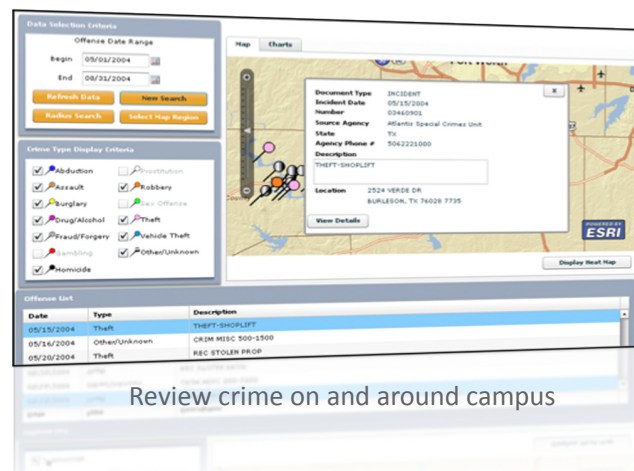 Data Selection Criteria
Offense Date Range
Begin 05/01/2004
End 08/31/2004
Refresh Data New Search
Radius Search Select Map Region
Crime Type Display Criteria
Abduction Prostitution
Assault Robbery
Burglary Sex Offense
Drug/Alcohol Theft
Fraud/Forgery Vehicle Theft
Gambling Other/Unknown
Homicide
Map Charts
Fort Worth
Document Type INCIDENT x
Incident Date 05/15/2004
Number 03460901
Source Agency Atlantis Special Crimes Unit
State TX
Agency Phone # 5062221000
Description
THEFT-SHOPLIFT
Location 2524 VERDE DR
BURLESON, TX 76028 7735
View Details
POWERED BY
ESRI
Display Heat Map
Offense List
Date Type Description
05/15/2004 Theft THEFT-SHOPLIFT
05/16/2004 Other/Unknown CRIM MISC 500-1500
05/20/2004 Theft REC STOLEN PROP
Review crime on and around campus